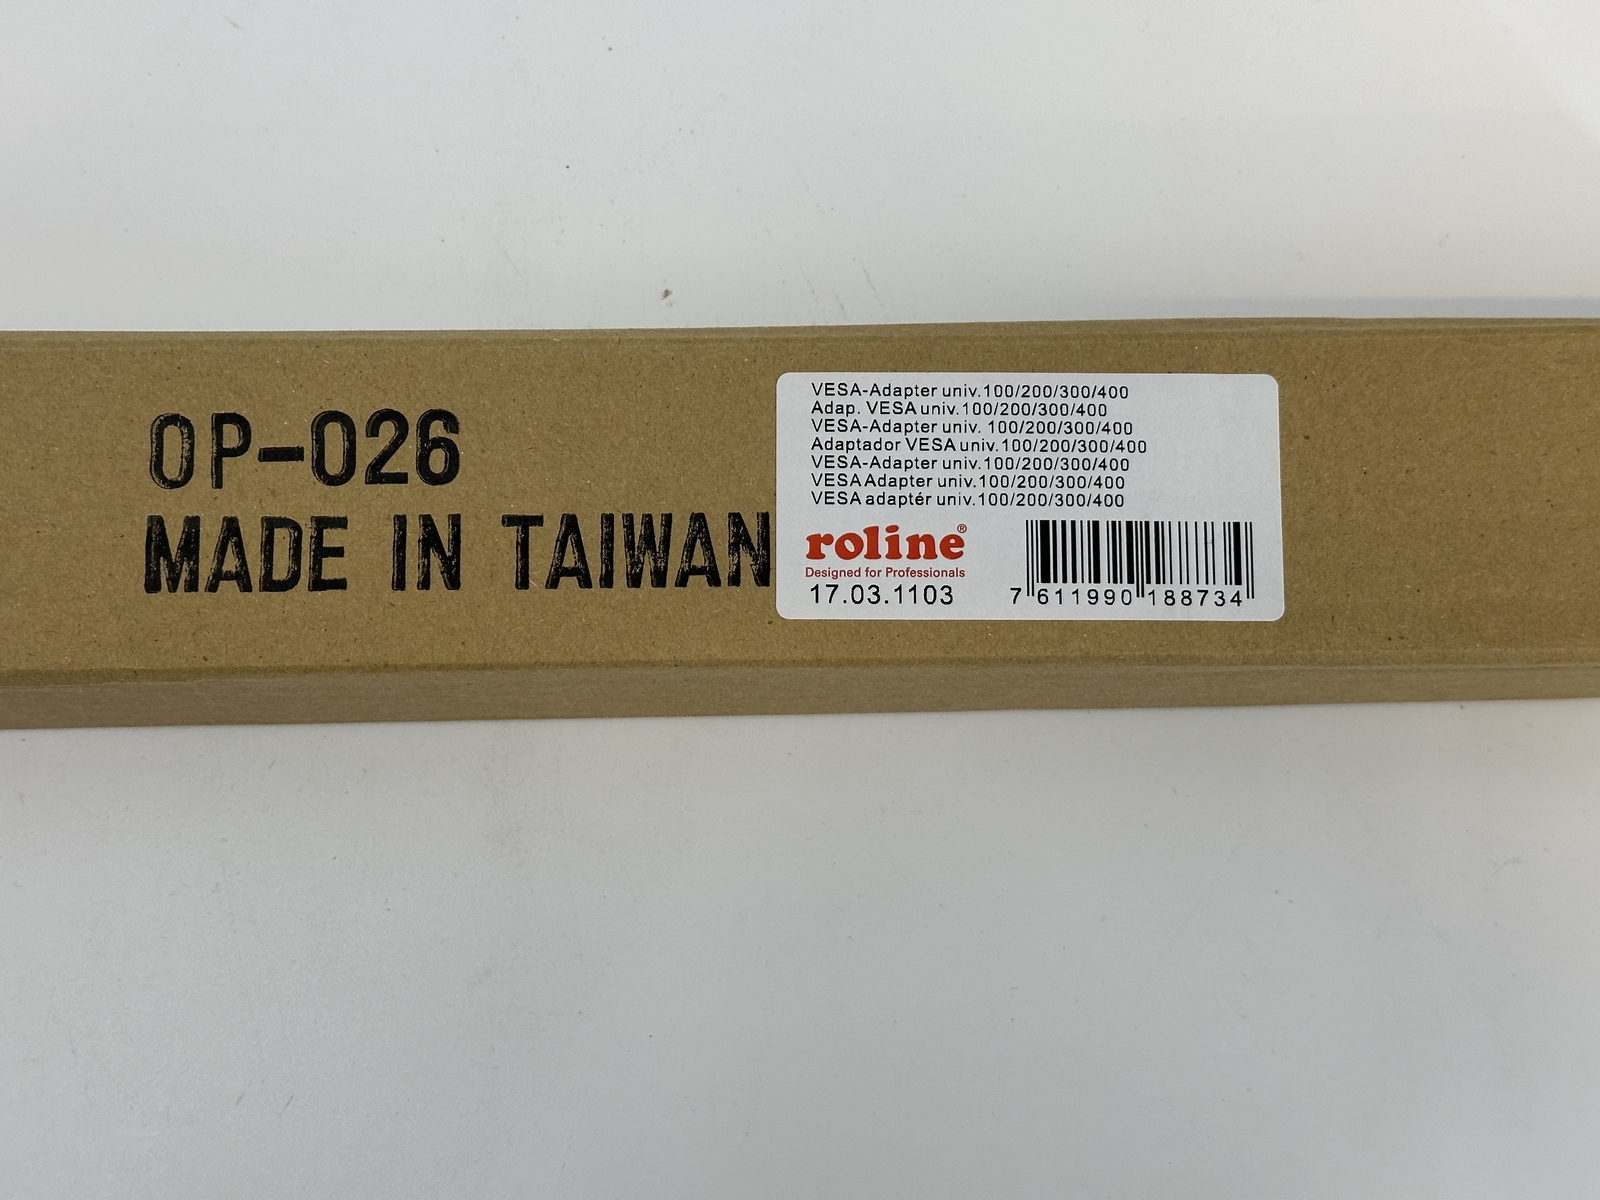 OP-026
MADE IN TAIWAN
VESA-Adapter univ.100/200/300/400
Adap. VESA univ.100/200/300/400
VESA-Adapter univ. 100/200/300/400
Adaptador VESA univ.100/200/300/400
VESA-Adapter univ.100/200/300/400
VESA Adapter univ.100/200/300/400
VESA adaptér univ.100/200/300/400
roline®
Designed for Professionals
17.03.1103
7 611990 188734